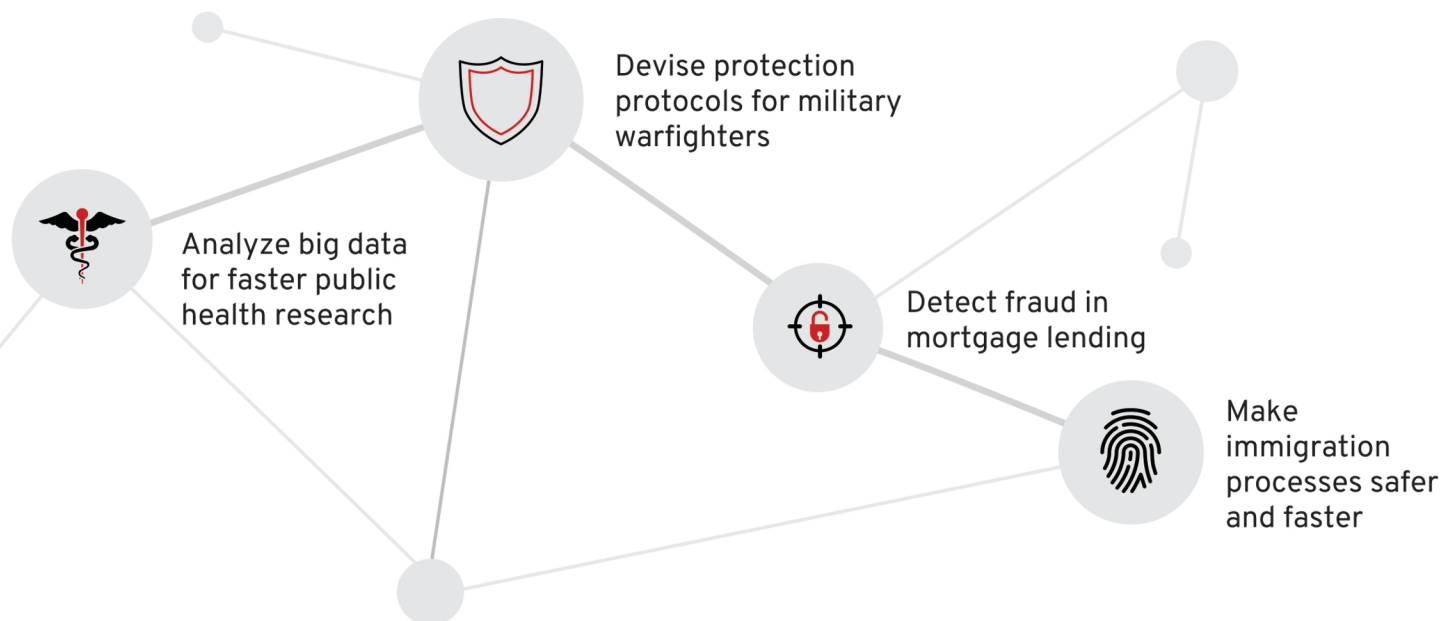 Devise protection
protocols for military
warfighters
Analyze big data
for faster public
health research
Detect fraud in
mortgage lending
Make
immigration
processes safer
and faster